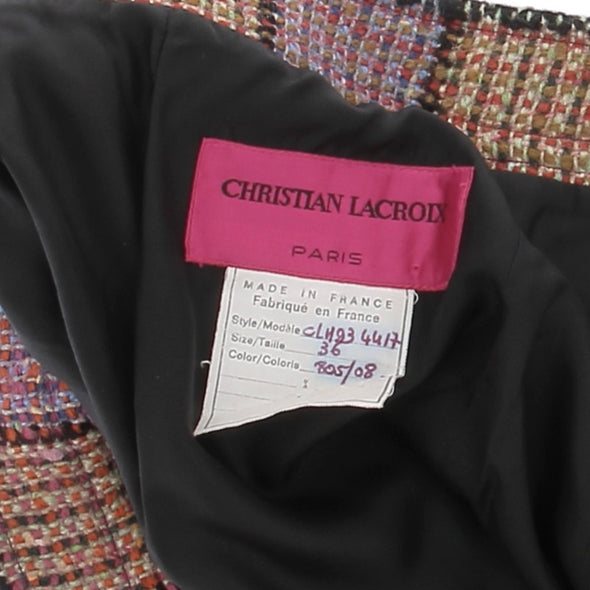 CHRISTIAN LACROIX
PARIS
MADE IN FRANCE
Fabriqué en France
Style/Modèle CLH93 4417
Size/Taille 36
Color/Coloris 805/08